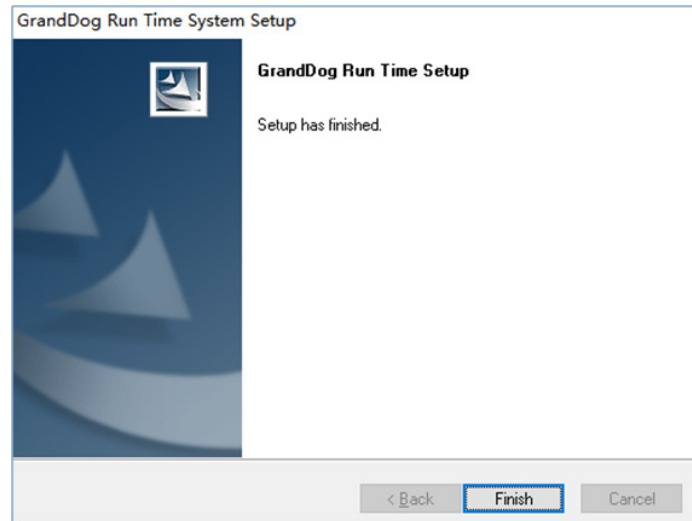 GrandDog Run Time System Setup
GrandDog Run Time Setup
Setup has finished.
< Back
Finish
Cancel